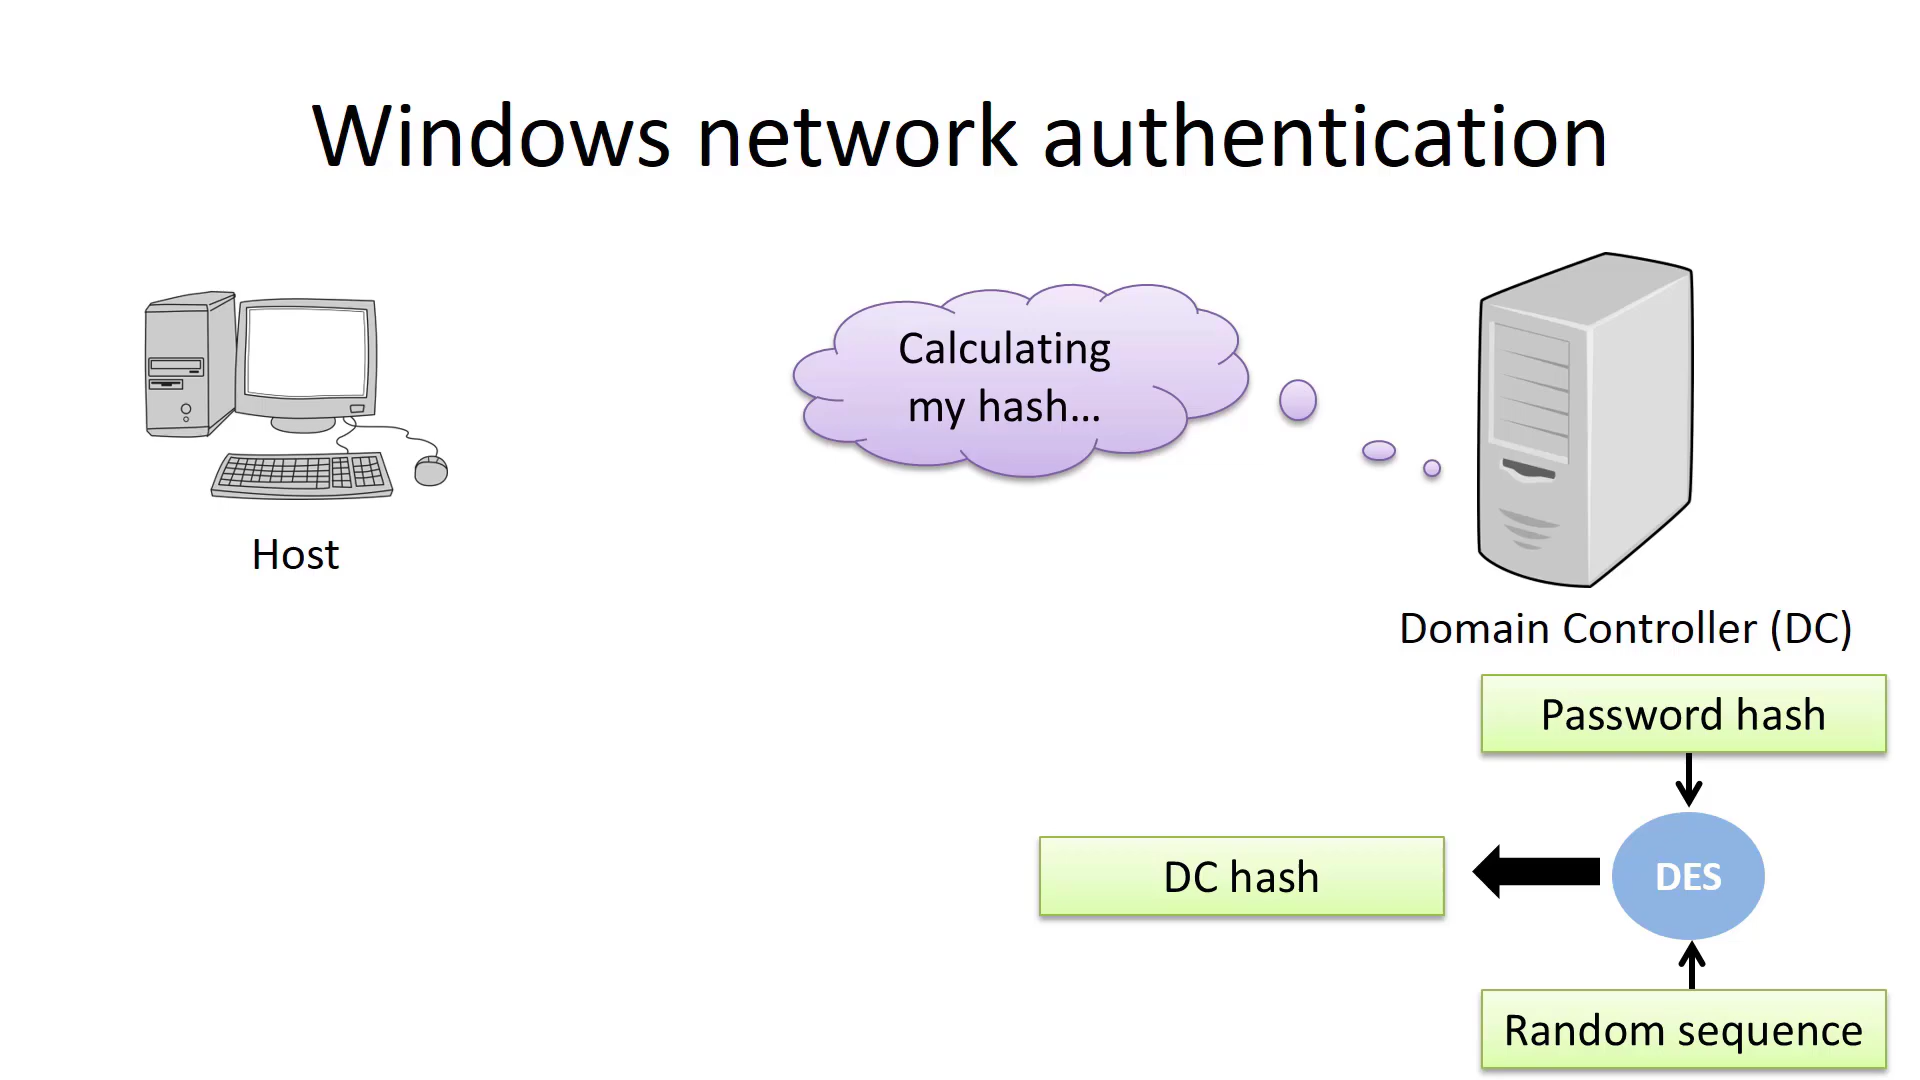 Windows network authentication
Calculating
my hash...
Host
Domain Controller (DC)
Password hash
DC hash
DES
Random sequence